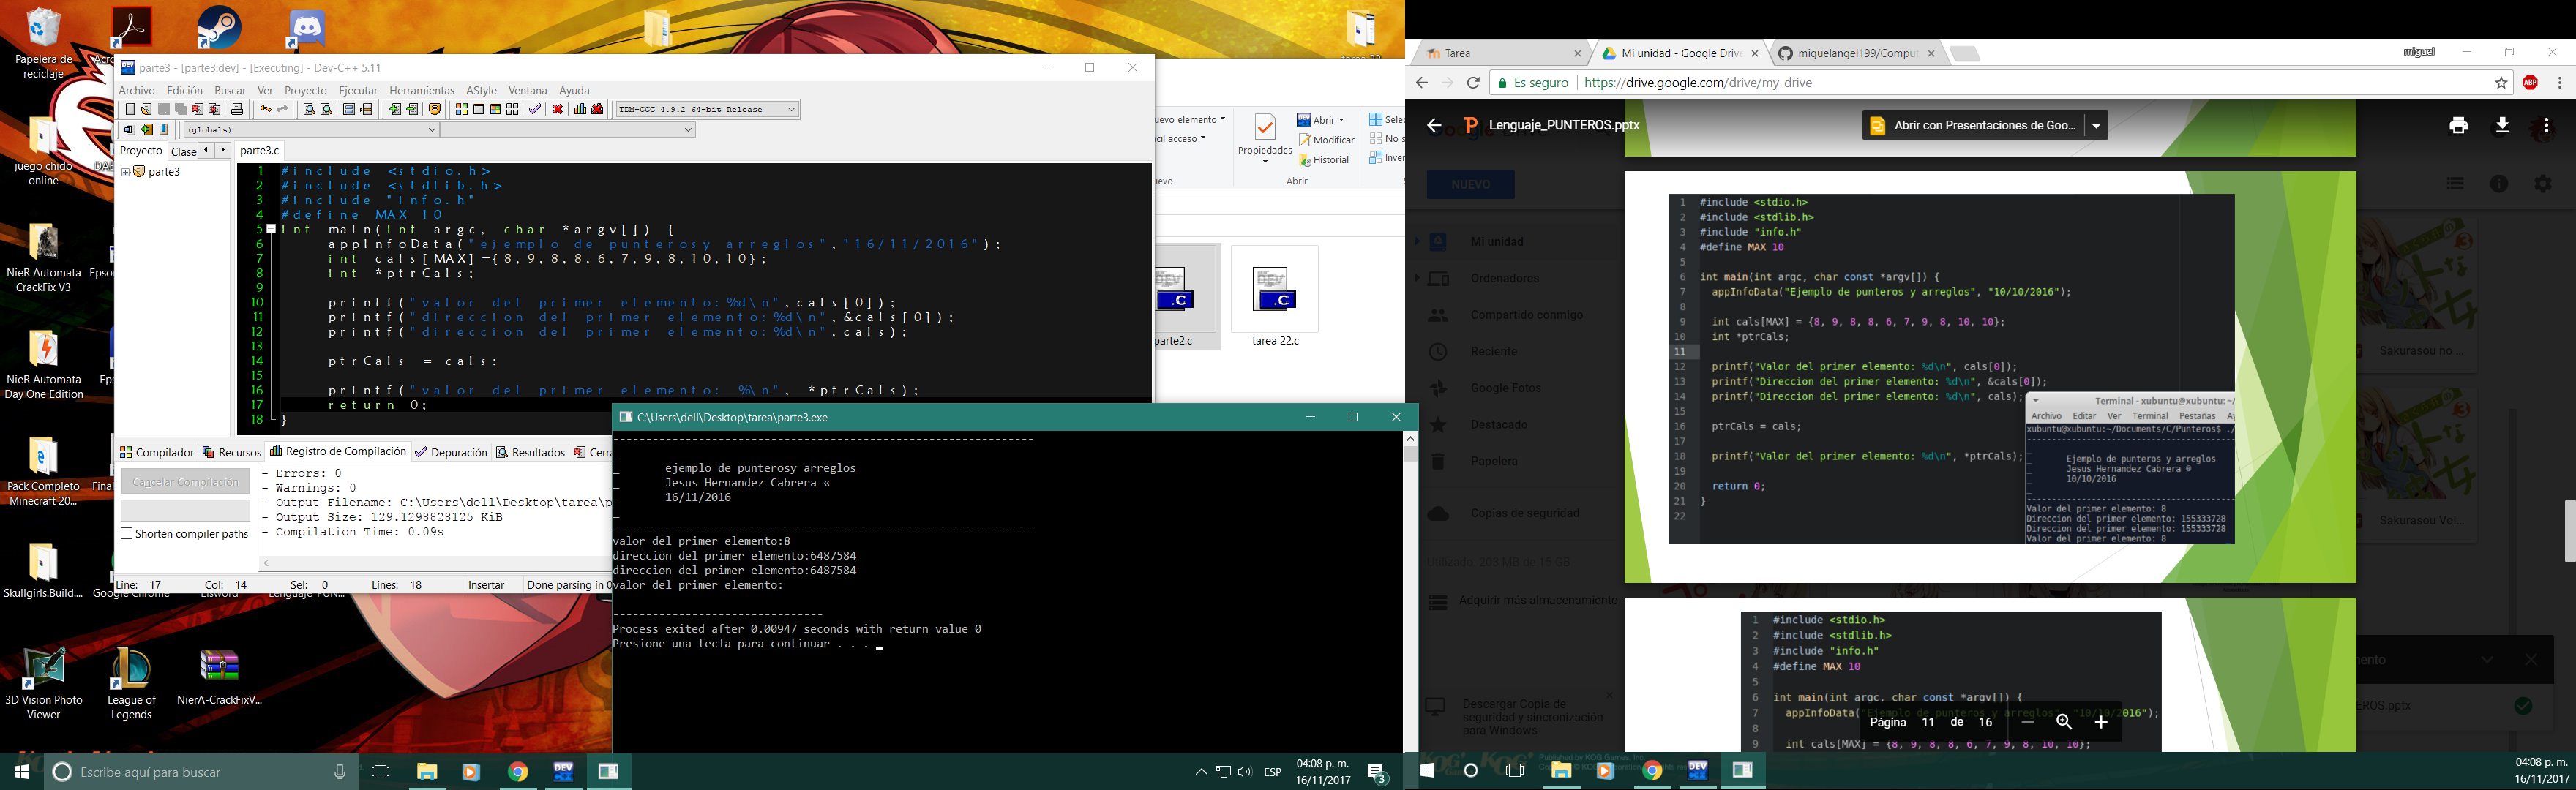 Papelera de reciclaje
juego chido online
NieR Automata CrackFix V3
NieR Automata Day One Edition
Pack Completo Minecraft 20...
Skullgirls.Build....
3D Vision Photo Viewer
League of Legends
NierA-CrackFixV...
parte3 - [parte3.dev] - [Executing] - Dev-C++ 5.11
Archivo Edición Buscar Ver Proyecto Ejecutar Herramientas AStyle Ventana Ayuda
TDM-GCC 4.9.2 64-bit Release
(globals)
Proyecto Clase
parte3.c
parte3
1 #include <stdio.h>
2 #include <stdlib.h>
3 #include "info.h"
4 #define MAX 10
5 int main(int argc, char *argv[]) {
6 appInfoData("ejemplo de punterosy arreglos","16/11/2016");
7 int cals[MAX]={8,9,8,8,6,7,9,8,10,10};
8 int *ptrCals;
9
10 printf("valor del primer elemento:%d\n",cals[0]);
11 printf("direccion del primer elemento:%d\n",&cals[0]);
12 printf("direccion del primer elemento:%d\n",cals);
13
14 ptrCals = cals;
15
16 printf("valor del primer elemento: %\n", *ptrCals);
17 return 0;
18 }
Compilador Recursos Registro de Compilación Depuración Resultados Cerra
Cancelar Compilación
Shorten compiler paths
- Errors: 0
- Warnings: 0
- Output Filename: C:\Users\dell\Desktop\tarea\p
- Output Size: 129.1298828125 KiB
- Compilation Time: 0.09s
Line: 17 Col: 14 Sel: 0 Lines: 18 Insertar Done parsing in 0
C:\Users\dell\Desktop\tarea\parte3.exe
ejemplo de punterosy arreglos
Jesus Hernandez Cabrera «
16/11/2016
valor del primer elemento:8
direccion del primer elemento:6487584
direccion del primer elemento:6487584
valor del primer elemento:
--------------------------------
Process exited after 0.00947 seconds with return value 0
Presione una tecla para continuar . . .
uevo elemento
cil acceso
uevo
Propiedades
Abrir
Modificar
Historial
Abrir
Selec
No s
Inver
parte2.c
tarea 22.c
Escribe aquí para buscar
ESP
04:08 p. m.
16/11/2017
3
Tarea
Mi unidad - Google Drive
miguelangel199/Comput
miguel
Es seguro https://drive.google.com/drive/my-drive
ABP
Lenguaje_PUNTEROS.pptx
Abrir con Presentaciones de Goo...
NUEVO
Mi unidad
Ordenadores
Compartido conmigo
Reciente
Google Fotos
Destacado
Papelera
Copias de seguridad
Utilizado: 203 MB de 15 GB
Adquirir más almacenamiento
Descargar Copia de seguridad y sincronización para Windows
1 #include <stdio.h>
2 #include <stdlib.h>
3 #include "info.h"
4 #define MAX 10
5
6 int main(int argc, char const *argv[]) {
7 appInfoData("Ejemplo de punteros y arreglos", "10/10/2016");
8
9 int cals[MAX] = {8, 9, 8, 8, 6, 7, 9, 8, 10, 10};
10 int *ptrCals;
11
12 printf("Valor del primer elemento: %d\n", cals[0]);
13 printf("Direccion del primer elemento: %d\n", &cals[0]);
14 printf("Direccion del primer elemento: %d\n", cals);
15
16 ptrCals = cals;
17
18 printf("Valor del primer elemento: %d\n", *ptrCals);
19
20 return 0;
21 }
22
Terminal - xubuntu@xubuntu: ~/
Archivo Editar Ver Terminal Pestañas Ay
xubuntu@xubuntu:~/Documents/C/Punteros$ ./
Ejemplo de punteros y arreglos
Jesus Hernandez Cabrera ®
10/10/2016
Valor del primer elemento: 8
Direccion del primer elemento: 155333728
Direccion del primer elemento: 155333728
Valor del primer elemento: 8
1 #include <stdio.h>
2 #include <stdlib.h>
3 #include "info.h"
4 #define MAX 10
5
6 int main(int argc, char const *argv[]) {
7 appInfoData("Ejemplo de punteros y arreglos", "10/10/2016");
9 int cals[MAX] = {8, 9, 8, 8, 6, 7, 9, 8, 10, 10};
Página 11 de 16
Sakurasou no ...
Sakurasou Vol...
EROS.pptx
04:08 p. m.
16/11/2017